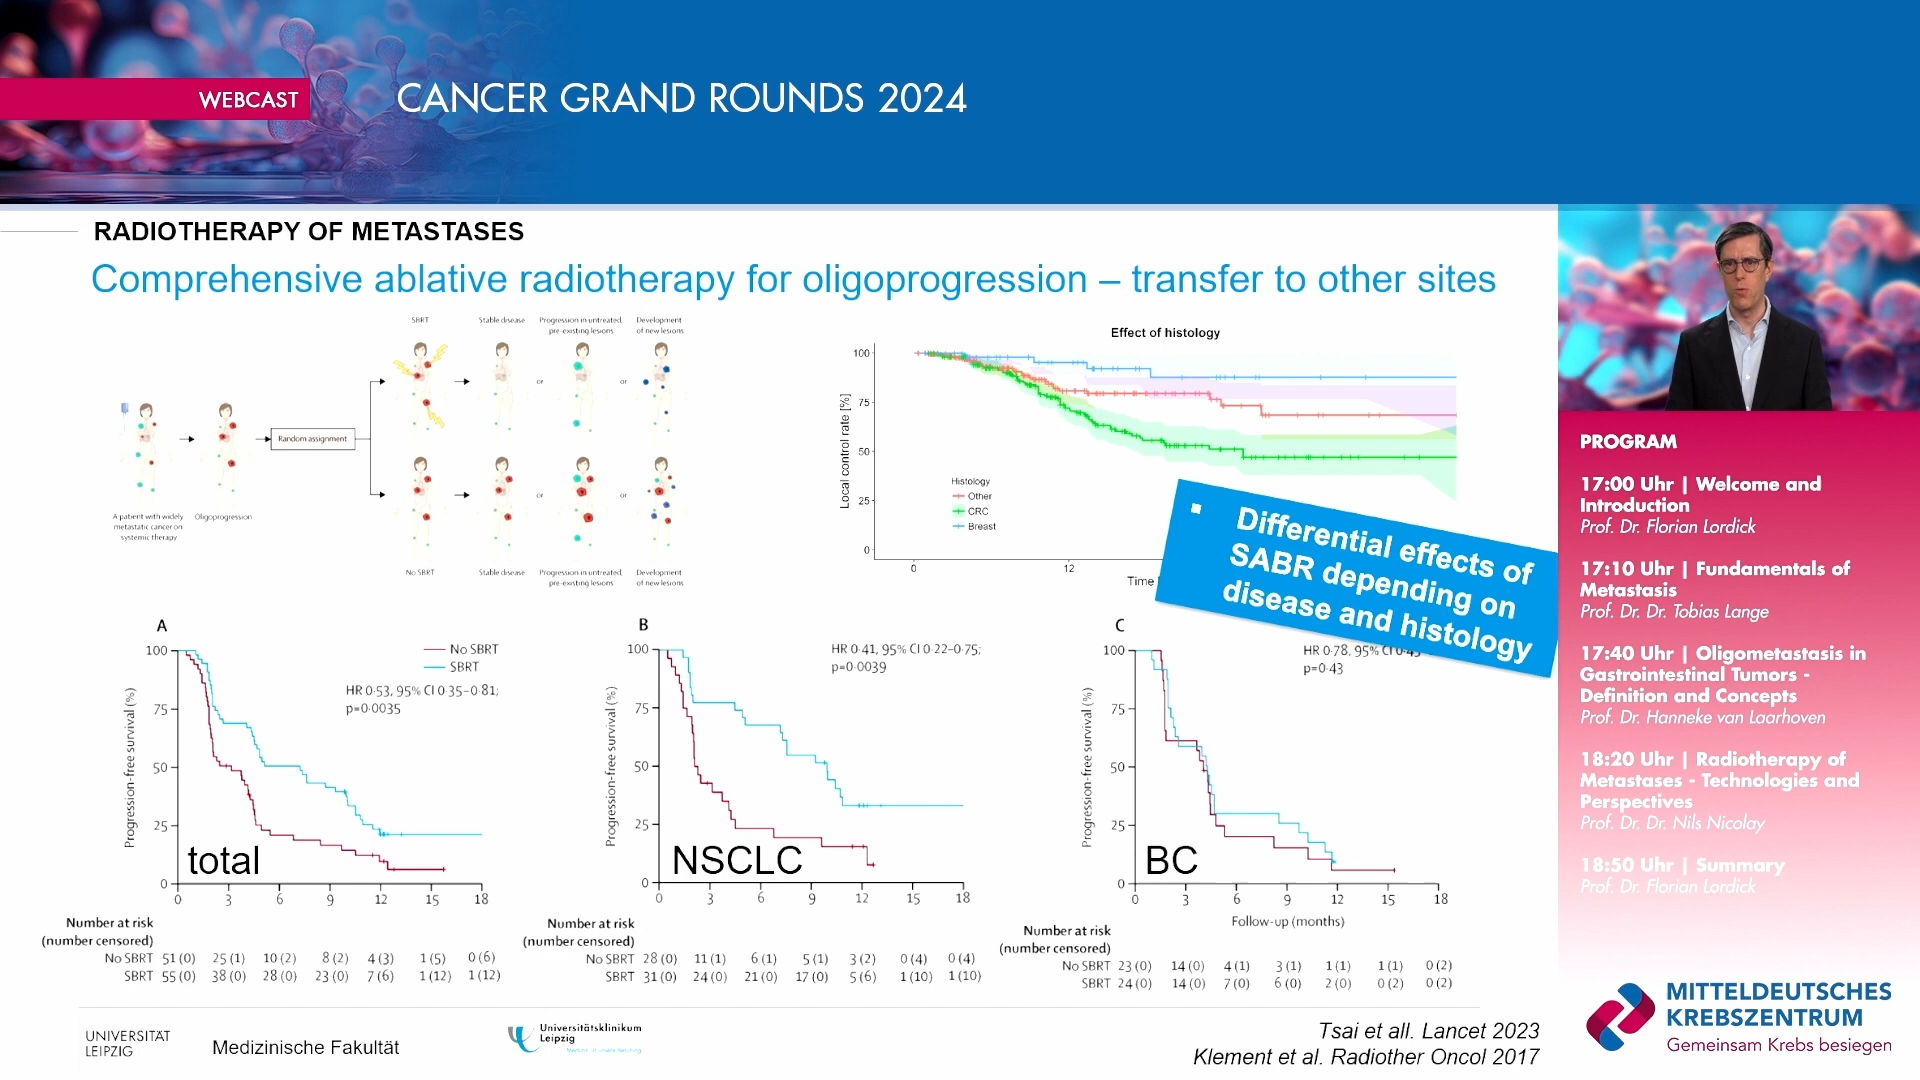 WEBCAST
CANCER GRAND ROUNDS 2024
RADIOTHERAPY OF METASTASES
Comprehensive ablative radiotherapy for oligoprogression – transfer to other sites
SBRT
Stable disease
Progression in untreated,
pre-existing lesions
Development
of new lesions
or
or
Random assignment
A patient with widely
metastatic cancer on
systemic therapy
Oligoprogression
or
or
No SBRT
Stable disease
Progression in untreated,
pre-existing lesions
Development
of new lesions
Effect of histology
Local control rate [%]
100
75
50
25
0
Histology
Other
CRC
Breast
0
12
Time
▪ Differential effects of
SABR depending on
disease and histology
A
No SBRT
SBRT
HR 0·53, 95% CI 0·35–0·81;
p=0·0035
Progression-free survival (%)
100
75
50
25
0
total
0 3 6 9 12 15 18
Number at risk
(number censored)
No SBRT 51 (0) 25 (1) 10 (2) 8 (2) 4 (3) 1 (5) 0 (6)
SBRT 55 (0) 38 (0) 28 (0) 23 (0) 7 (6) 1 (12) 1 (12)
B
HR 0·41, 95% CI 0·22–0·75;
p=0·0039
Progression-free survival (%)
100
75
50
25
0
NSCLC
0 3 6 9 12 15 18
Number at risk
(number censored)
No SBRT 28 (0) 11 (1) 6 (1) 5 (1) 3 (2) 0 (4) 0 (4)
SBRT 31 (0) 24 (0) 21 (0) 17 (0) 5 (6) 1 (10) 1 (10)
C
HR 0·78, 95% CI 0·43
p=0·43
Progression-free survival (%)
100
75
50
25
0
BC
0 3 6 9 12 15 18
Follow-up (months)
Number at risk
(number censored)
No SBRT 23 (0) 14 (0) 4 (1) 3 (1) 1 (1) 1 (1) 0 (2)
SBRT 24 (0) 14 (0) 7 (0) 6 (0) 2 (0) 0 (2) 0 (2)
UNIVERSITÄT
LEIPZIG
Medizinische Fakultät
Universitätsklinikum
Leipzig
Tsai et all. Lancet 2023
Klement et al. Radiother Oncol 2017
PROGRAM
17:00 Uhr | Welcome and
Introduction
Prof. Dr. Florian Lordick
17:10 Uhr | Fundamentals of
Metastasis
Prof. Dr. Dr. Tobias Lange
17:40 Uhr | Oligometastasis in
Gastrointestinal Tumors -
Definition and Concepts
Prof. Dr. Hanneke van Laarhoven
18:20 Uhr | Radiotherapy of
Metastases - Technologies and
Perspectives
Prof. Dr. Dr. Nils Nicolay
18:50 Uhr | Summary
Prof. Dr. Florian Lordick
MITTELDEUTSCHES
KREBSZENTRUM
Gemeinsam Krebs besiegen